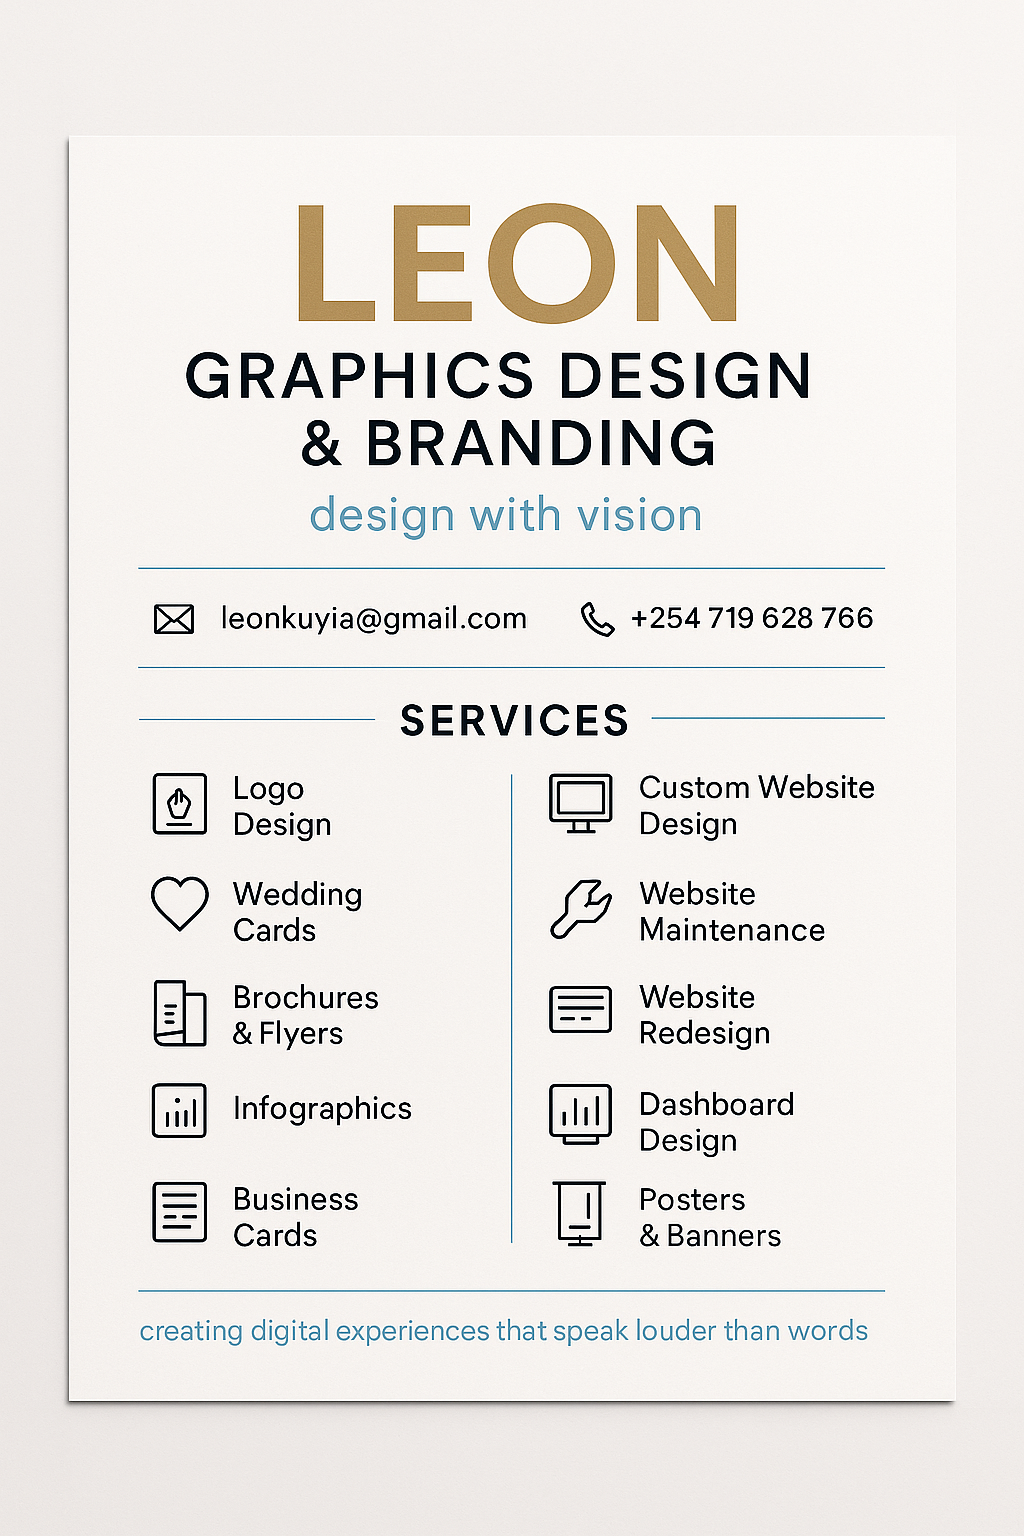 LEON
GRAPHICS DESIGN
& BRANDING
design with vision
leonkuyia@gmail.com
+254 719 628 766
SERVICES
Logo
Design
Wedding
Cards
Brochures
& Flyers
Infographics
Business
Cards
Custom Website
Design
Website
Maintenance
Website
Redesign
Dashboard
Design
Posters
& Banners
creating digital experiences that speak louder than words